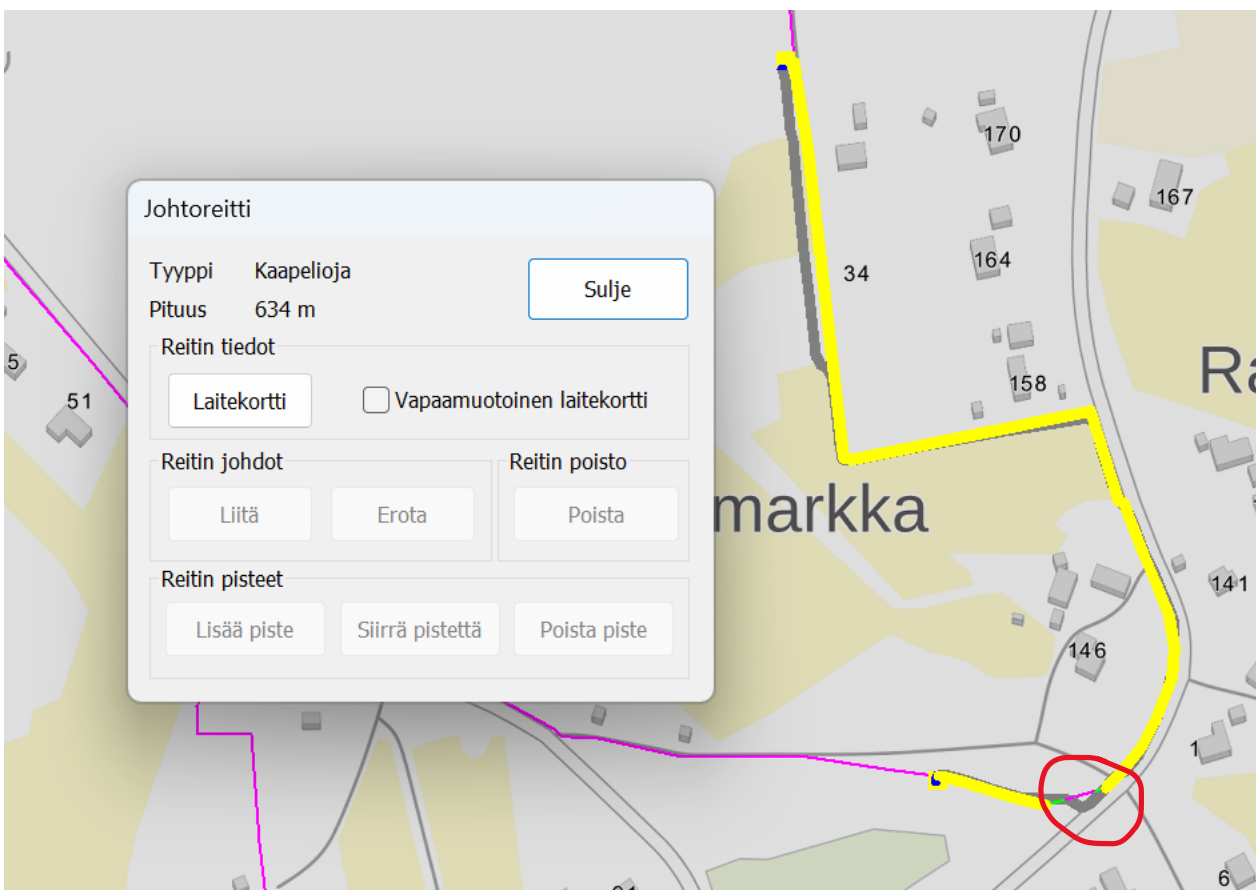 Johtoreitti
Tyyppi Kaapelioja
Pituus 634 m
Sulje
Reitin tiedot
Laitekortti
Vapaamuotoinen laitekortti
Reitin johdot
Liitä Erota
Reitin poisto
Poista
Reitin pisteet
Lisää piste Siirrä pistettä Poista piste
170
167
164
34
158
5
51
Ra
markka
141
146
1
6